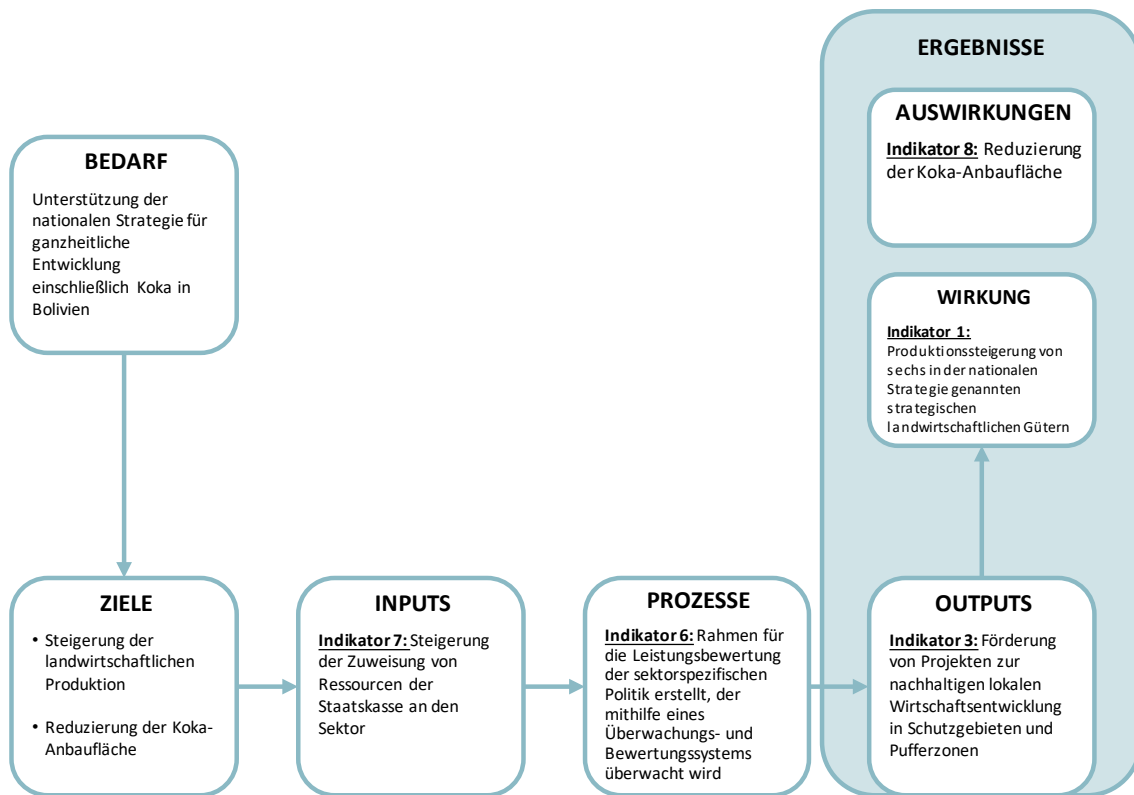 BEDARF
Unterstützung der
nationalen Strategie für
ganzheitliche
Entwicklung
einschließlich Koka in
Bolivien
ZIELE
• Steigerung der
landwirtschaftlichen
Produktion
• Reduzierung der Koka-
Anbaufläche
INPUTS
Indikator 7: Steigerung
der Zuweisung von
Ressourcen der
Staatskasse an den
Sektor
PROZESSE
Indikator 6: Rahmen für
die Leistungsbewertung
der sektorspezifischen
Politik erstellt, der
mithilfe eines
Überwachungs- und
Bewertungssystems
überwacht wird
ERGEBNISSE
AUSWIRKUNGEN
Indikator 8: Reduzierung
der Koka-Anbaufläche
WIRKUNG
Indikator 1:
Produktionssteigerung von
sechs in der nationalen
Strategie genannten
strategischen
landwirtschaftlichen Gütern
OUTPUTS
Indikator 3: Förderung
von Projekten zur
nachhaltigen lokalen
Wirtschaftsentwicklung
in Schutzgebieten und
Pufferzonen